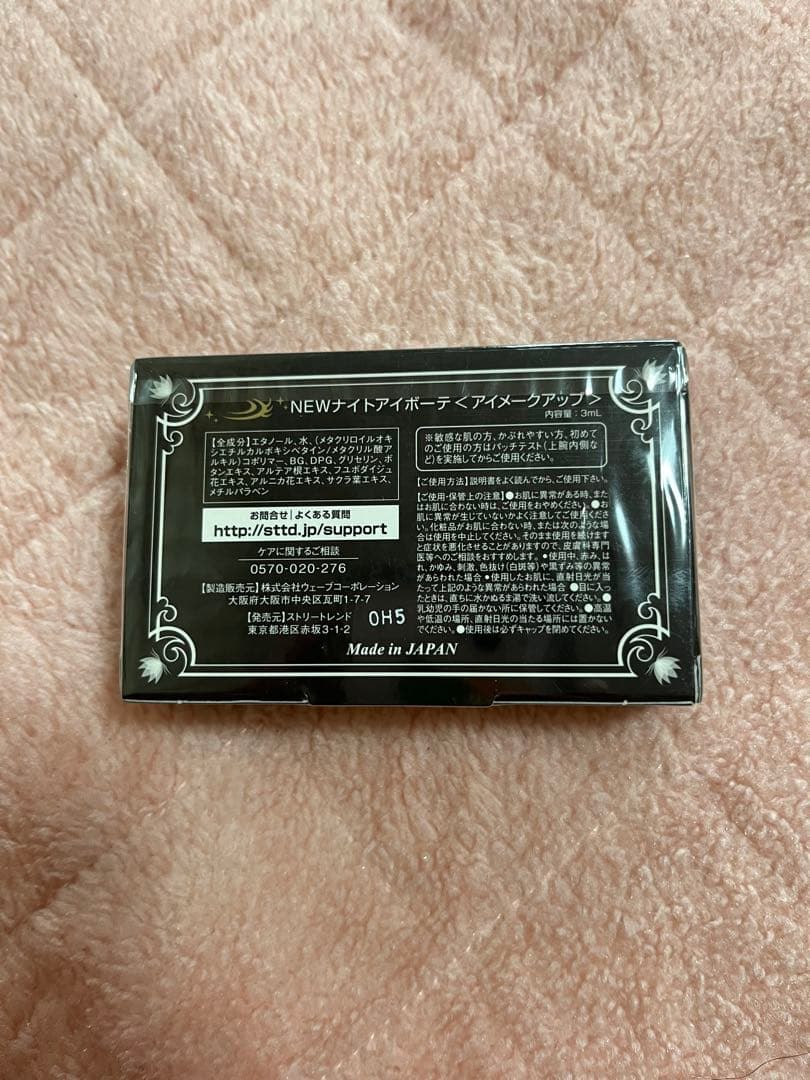 NEWナイトアイボーテ<アイメークアップ>
内容量:3mL
【全成分】エタノール、水、(メタクリロイルオキ
シエチルカルボキシベタイン/メタクリル酸ア
ルキル)コポリマー、BG、DPG、グリセリン、ボ
タンエキス、アルテア根エキス、フユボダイジュ
花エキス、アルニカ花エキス、サクラ葉エキス、
メチルパラベン
お問合せ|よくある質問
http://sttd.jp/support
ケアに関するご相談
0570-020-276
【製造販売元】株式会社ウェーブコーポレーション
大阪府大阪市中央区瓦町1-7-7
【発売元】ストリートレンド
東京都港区赤坂3-1-2
0H5
※敏感な肌の方、かぶれやすい方、初めて
のご使用の方はパッチテスト(上腕内側な
ど)を実施してからご使用ください。
【ご使用方法】説明書をよく読んでから、ご使用下さい。
【ご使用・保管上の注意】●お肌に異常がある時、また
はお肌に合わない時は、ご使用をおやめください。●お
肌に異常が生じていないかよく注意してご使用くださ
い。化粧品がお肌に合わない時、または次のような場合
は使用を中止してください。そのまま使用を続けます
と症状を悪化させることがありますので、皮膚科専門
医等へのご相談をおすすめします。●使用中、赤み、は
れ、かゆみ、刺激、色抜け(白斑等)や黒ずみ等の異常
があらわれた場合 ●使用したお肌に、直射日光が当
たって上記のような異常があらわれた場合 ●目に入っ
たときは、直ちに水かぬるま湯で洗い流してください。●
乳幼児の手の届かない所に保管してください。●高温
や低温の場所、直射日光の当たる場所には置かない
でください。●使用後は必ずキャップを閉めてください。
Made in JAPAN